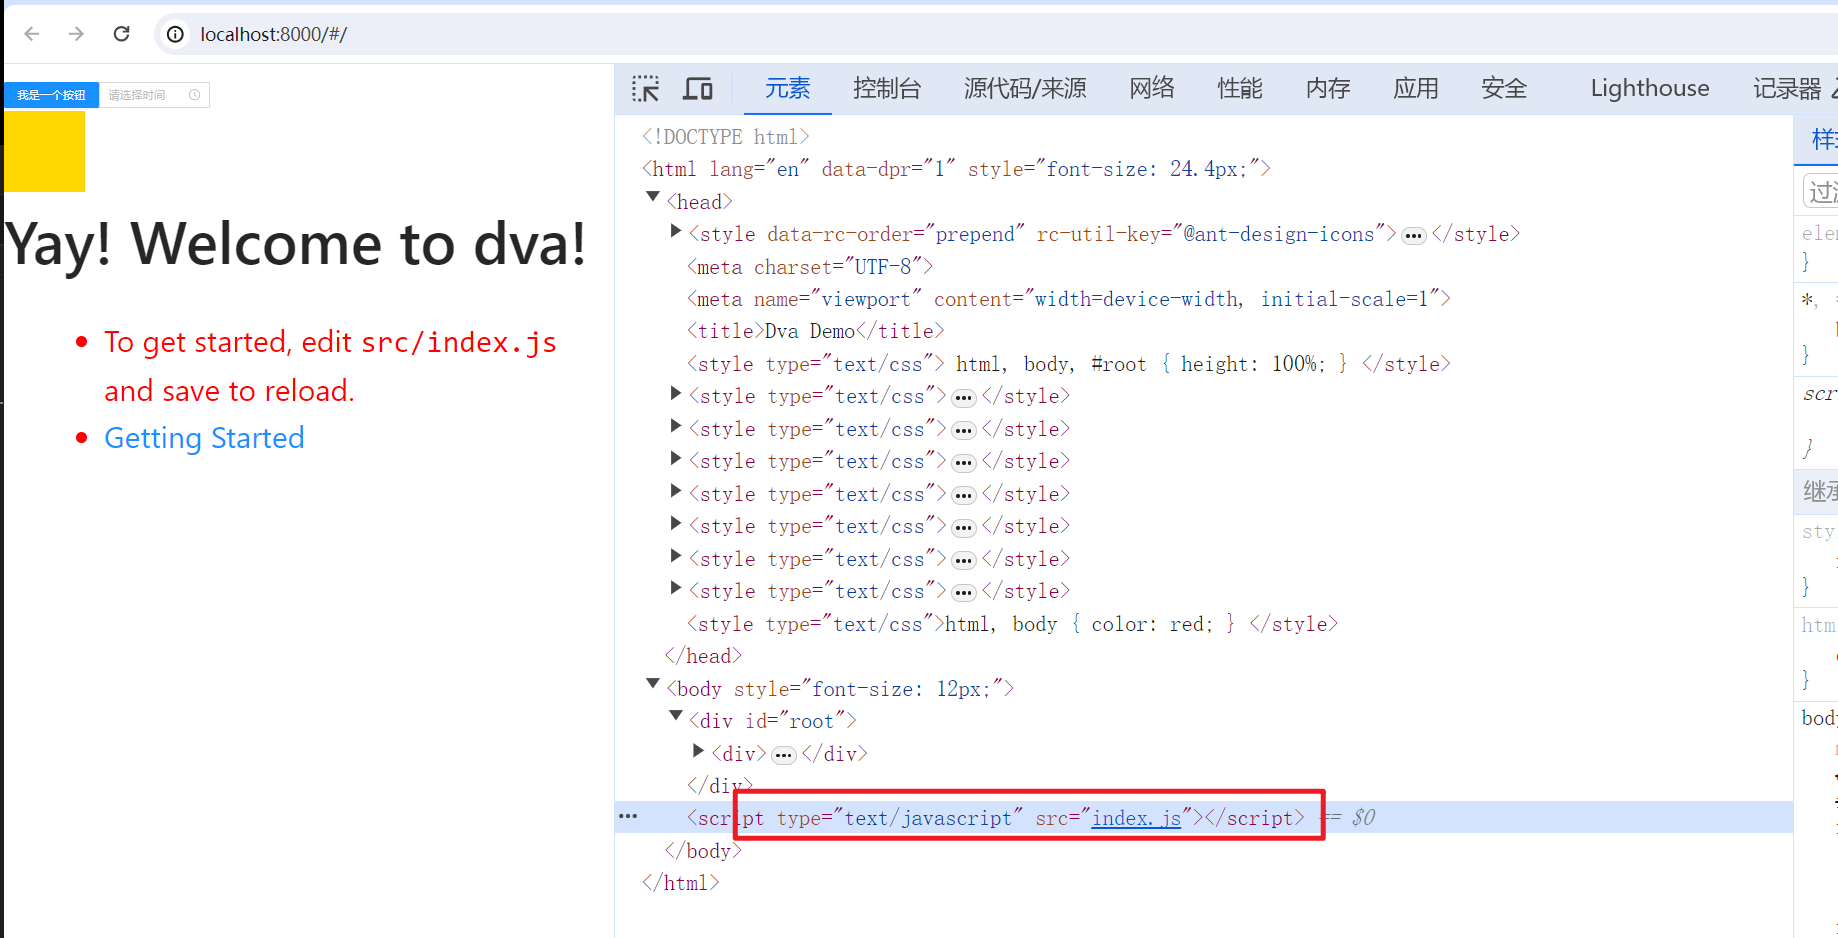 localhost:8000/#/
我是一个按钮 请选择时间
Yay! Welcome to dva!
To get started, edit src/index.js
and save to reload.
Getting Started
元素 控制台 源代码/来源 网络 性能 内存 应用 安全 Lighthouse 记录器
<!DOCTYPE html>
<html lang="en" data-dpr="1" style="font-size: 24.4px;">
<head>
<style data-rc-order="prepend" rc-util-key="@ant-design-icons">•••</style>
<meta charset="UTF-8">
<meta name="viewport" content="width=device-width, initial-scale=1">
<title>Dva Demo</title>
<style type="text/css"> html, body, #root { height: 100%; } </style>
<style type="text/css">•••</style>
<style type="text/css">•••</style>
<style type="text/css">•••</style>
<style type="text/css">•••</style>
<style type="text/css">•••</style>
<style type="text/css">•••</style>
<style type="text/css">•••</style>
<style type="text/css">html, body { color: red; } </style>
</head>
<body style="font-size: 12px;">
<div id="root">
<div>•••</div>
</div>
••• <script type="text/javascript" src="index.js"></script> == $0
</body>
</html>
}
*,
}
}
}
}
body